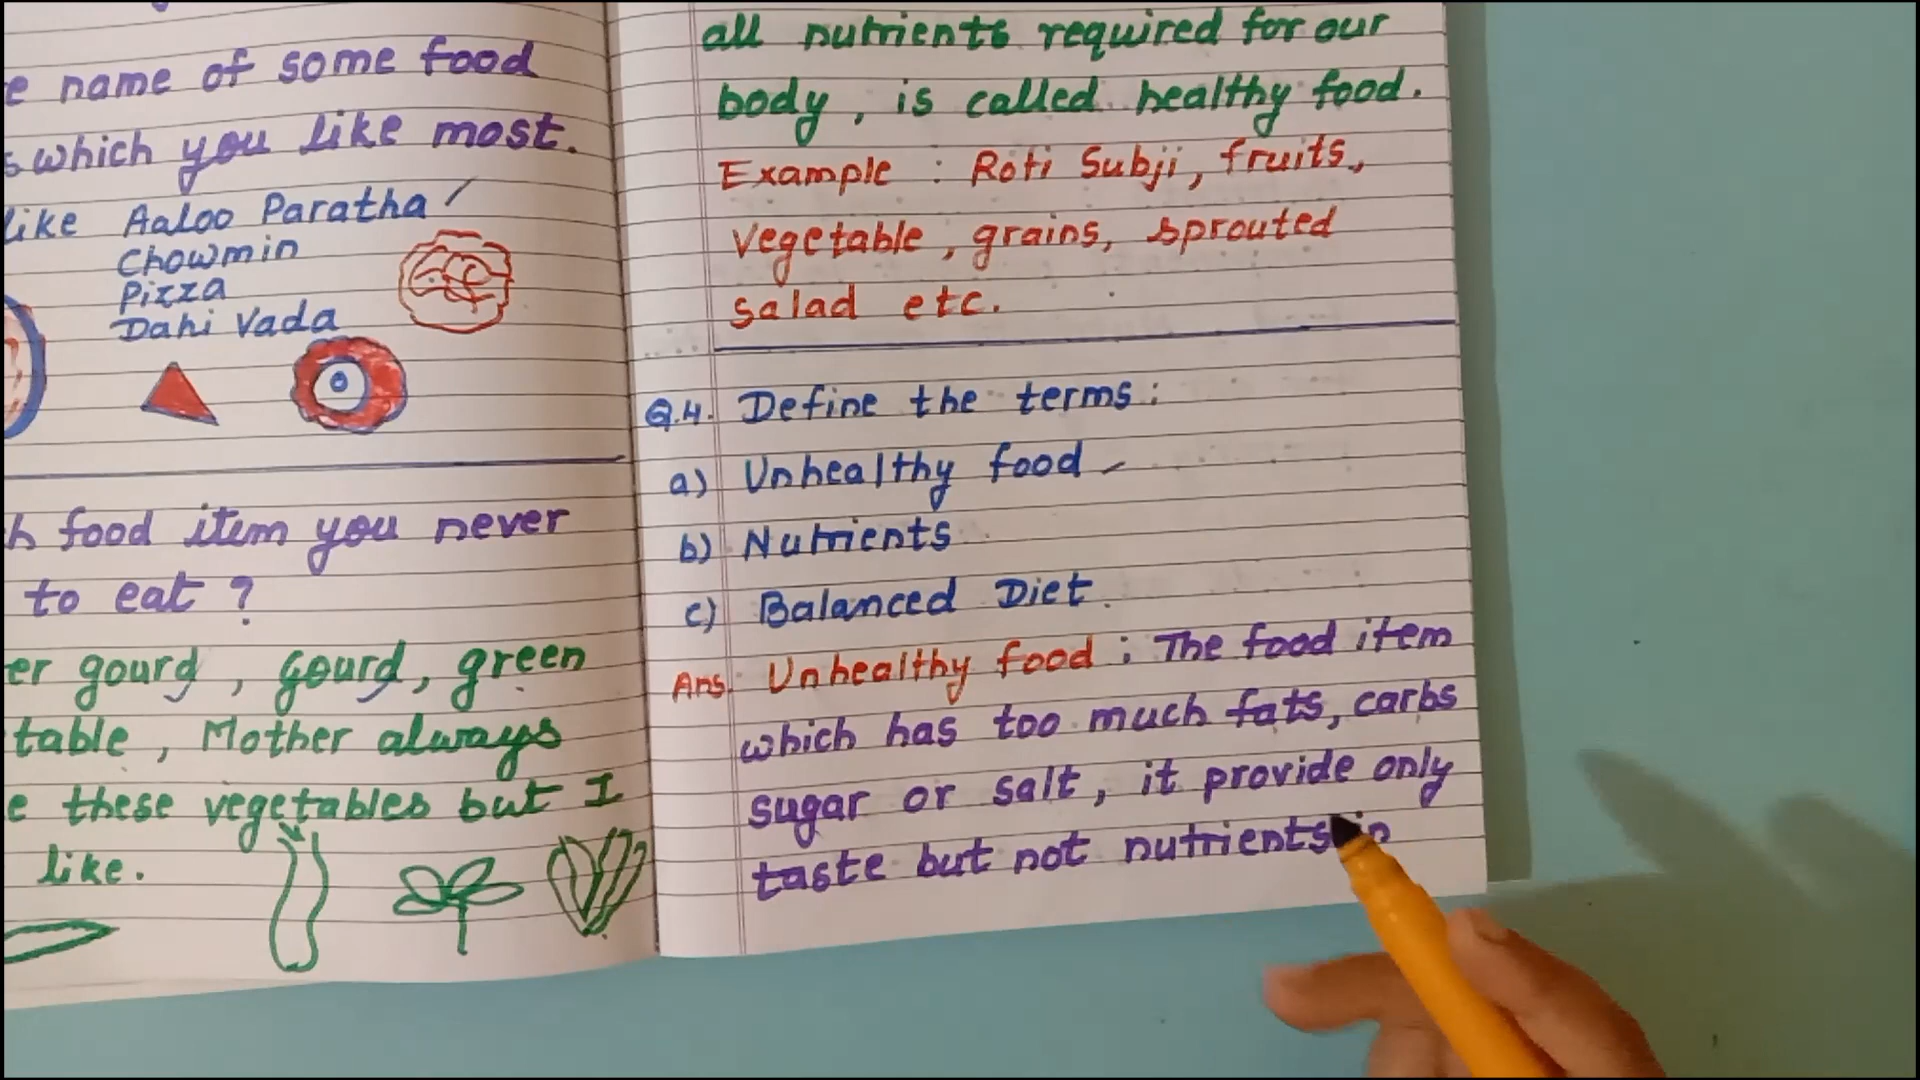 e name of some food
s which you like most.
like Aaloo Paratha
Chowmin
Pizza
Dahi Vada
h food item you never
to eat ?
er gourd , gourd, green
table , Mother always
e these vegetables but I
like.
all nutrients required for our
body , is called healthy food.
Example : Roti Subji, fruits,
vegetable , grains, sprouted
salad etc.
Q.4. Define the terms :
a) Unhealthy food
b) Nutrients
c) Balanced Diet.
Ans. Unhealthy food : The food item
which has too much fats, carbs
sugar or salt, it provide only
taste but not nutrients in